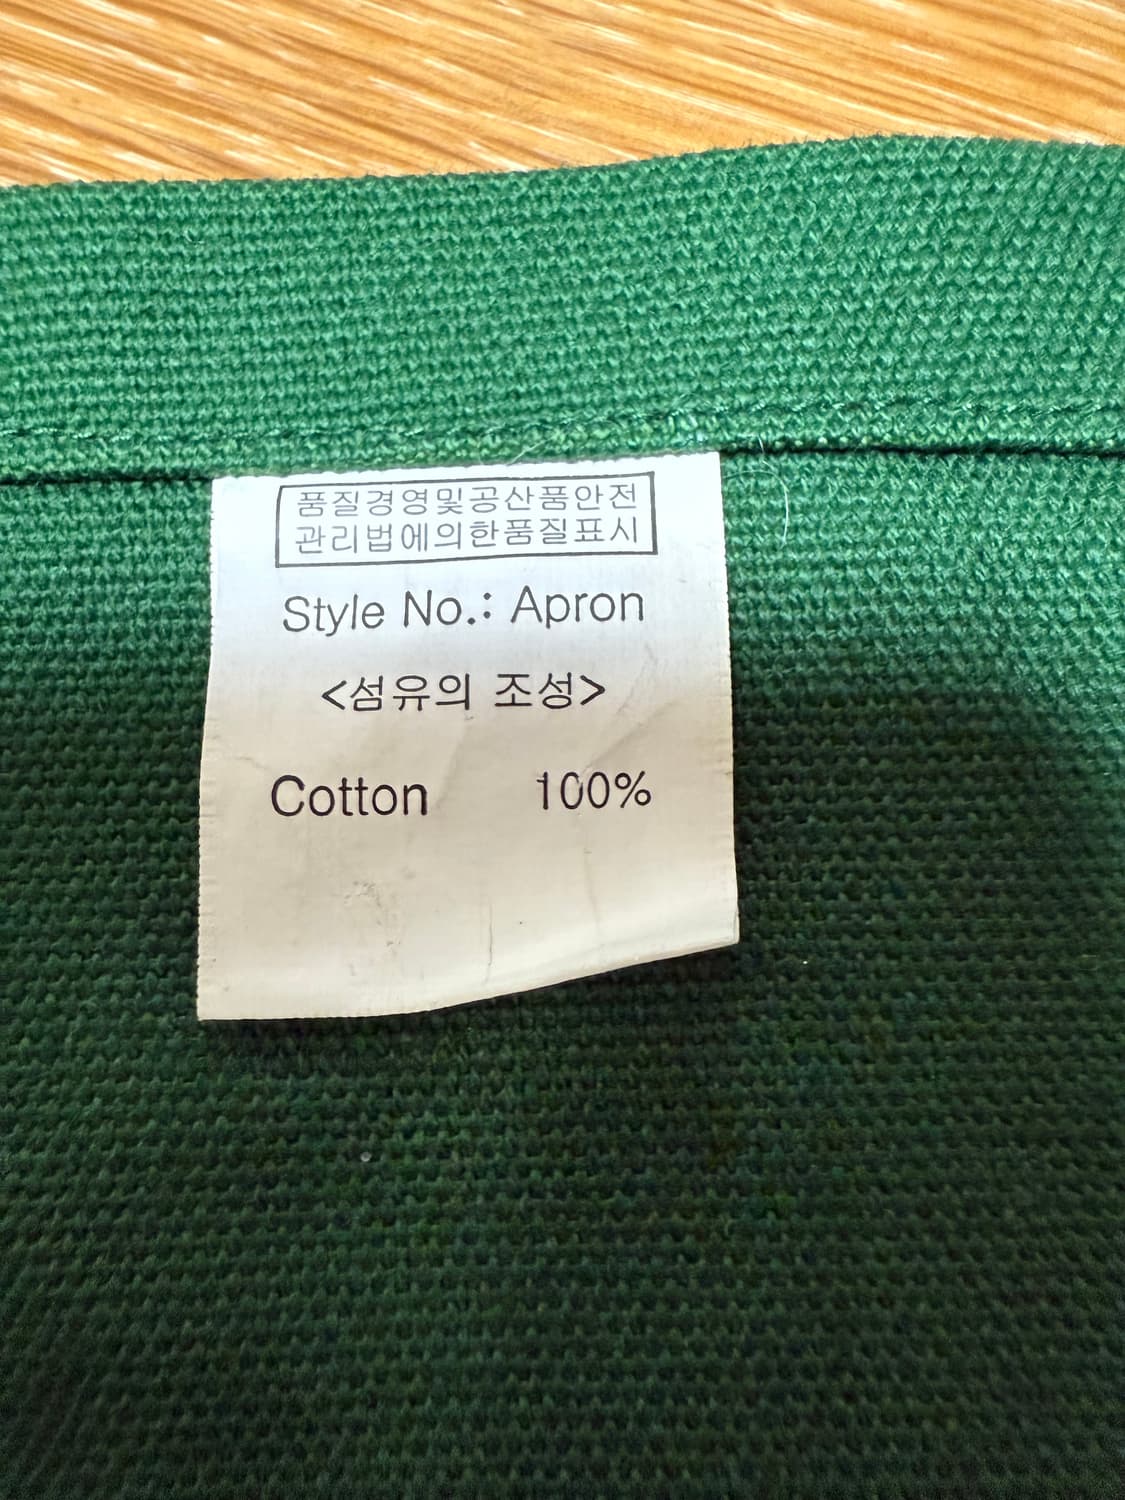 품질경영및공산품안전
관리법에의한품질표시
Style No.: Apron
<섬유의 조성>
Cotton 100%